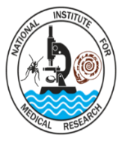 NATIONAL INSTITUTE FOR
MEDICAL RESEARCH